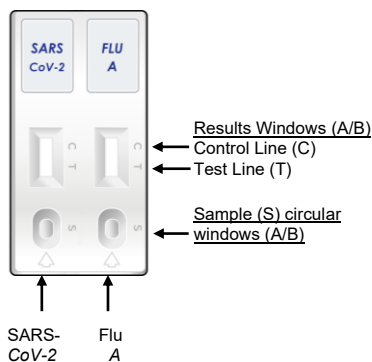 SARS
CoV-2
FLU
A
C
T
S
C
T
S
Results Windows (A/B)
Control Line (C)
Test Line (T)
Sample (S) circular
windows (A/B)
SARS-
CoV-2
Flu
A